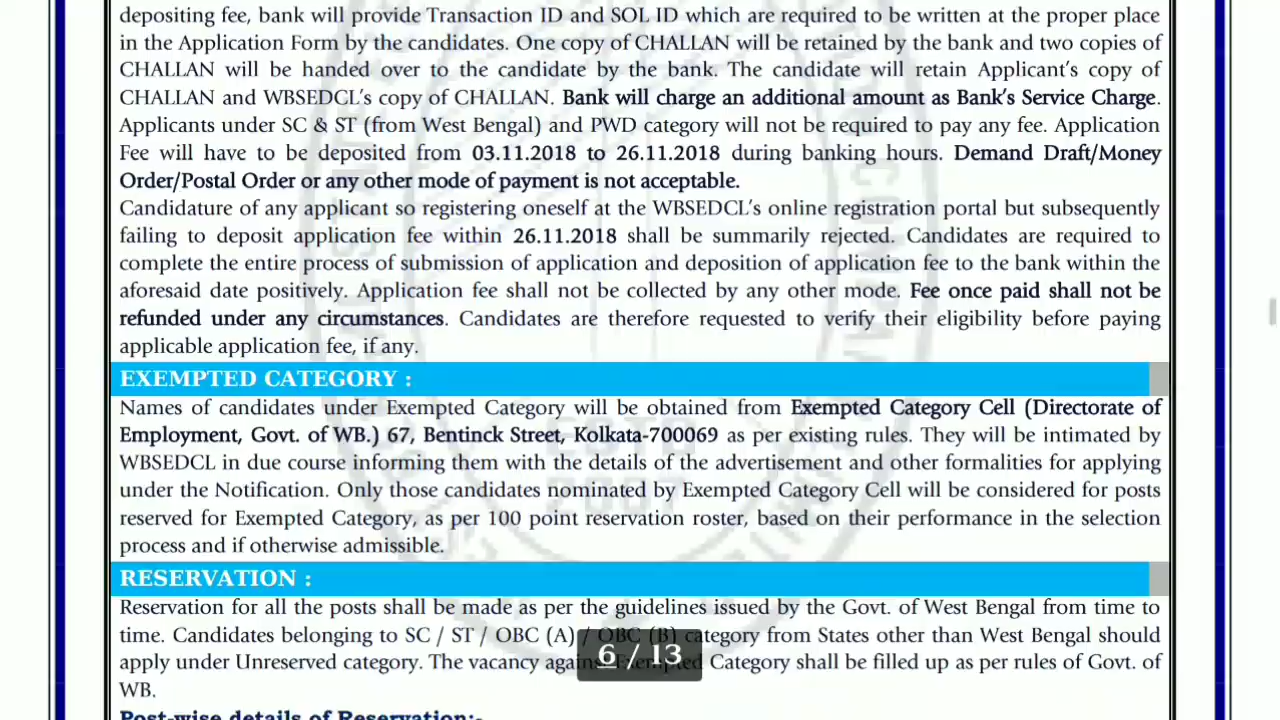 depositing fee, bank will provide Transaction ID and SOL ID which are required to be written at the proper place
in the Application Form by the candidates. One copy of CHALLAN will be retained by the bank and two copies of
CHALLAN will be handed over to the candidate by the bank. The candidate will retain Applicant's copy of
CHALLAN and WBSEDCL's copy of CHALLAN. Bank will charge an additional amount as Bank's Service Charge.
Applicants under SC & ST (from West Bengal) and PWD category will not be required to pay any fee. Application
Fee will have to be deposited from 03.11.2018 to 26.11.2018 during banking hours. Demand Draft/Money
Order/Postal Order or any other mode of payment is not acceptable.
Candidature of any applicant so registering oneself at the WBSEDCL's online registration portal but subsequently
failing to deposit application fee within 26.11.2018 shall be summarily rejected. Candidates are required to
complete the entire process of submission of application and deposition of application fee to the bank within the
aforesaid date positively. Application fee shall not be collected by any other mode. Fee once paid shall not be
refunded under any circumstances. Candidates are therefore requested to verify their eligibility before paying
applicable application fee, if any.
EXEMPTED CATEGORY :
Names of candidates under Exempted Category will be obtained from Exempted Category Cell (Directorate of
Employment, Govt. of WB.) 67, Bentinck Street, Kolkata-700069 as per existing rules. They will be intimated by
WBSEDCL in due course informing them with the details of the advertisement and other formalities for applying
under the Notification. Only those candidates nominated by Exempted Category Cell will be considered for posts
reserved for Exempted Category, as per 100 point reservation roster, based on their performance in the selection
process and if otherwise admissible.
RESERVATION :
Reservation for all the posts shall be made as per the guidelines issued by the Govt. of West Bengal from time to
time. Candidates belonging to SC / ST / OBC (A) / OBC (B) category from States other than West Bengal should
apply under Unreserved category. The vacancy against Exempted Category shall be filled up as per rules of Govt. of
WB.
6 / 13
Post-wise details of Reservation:-
ESTD
2007